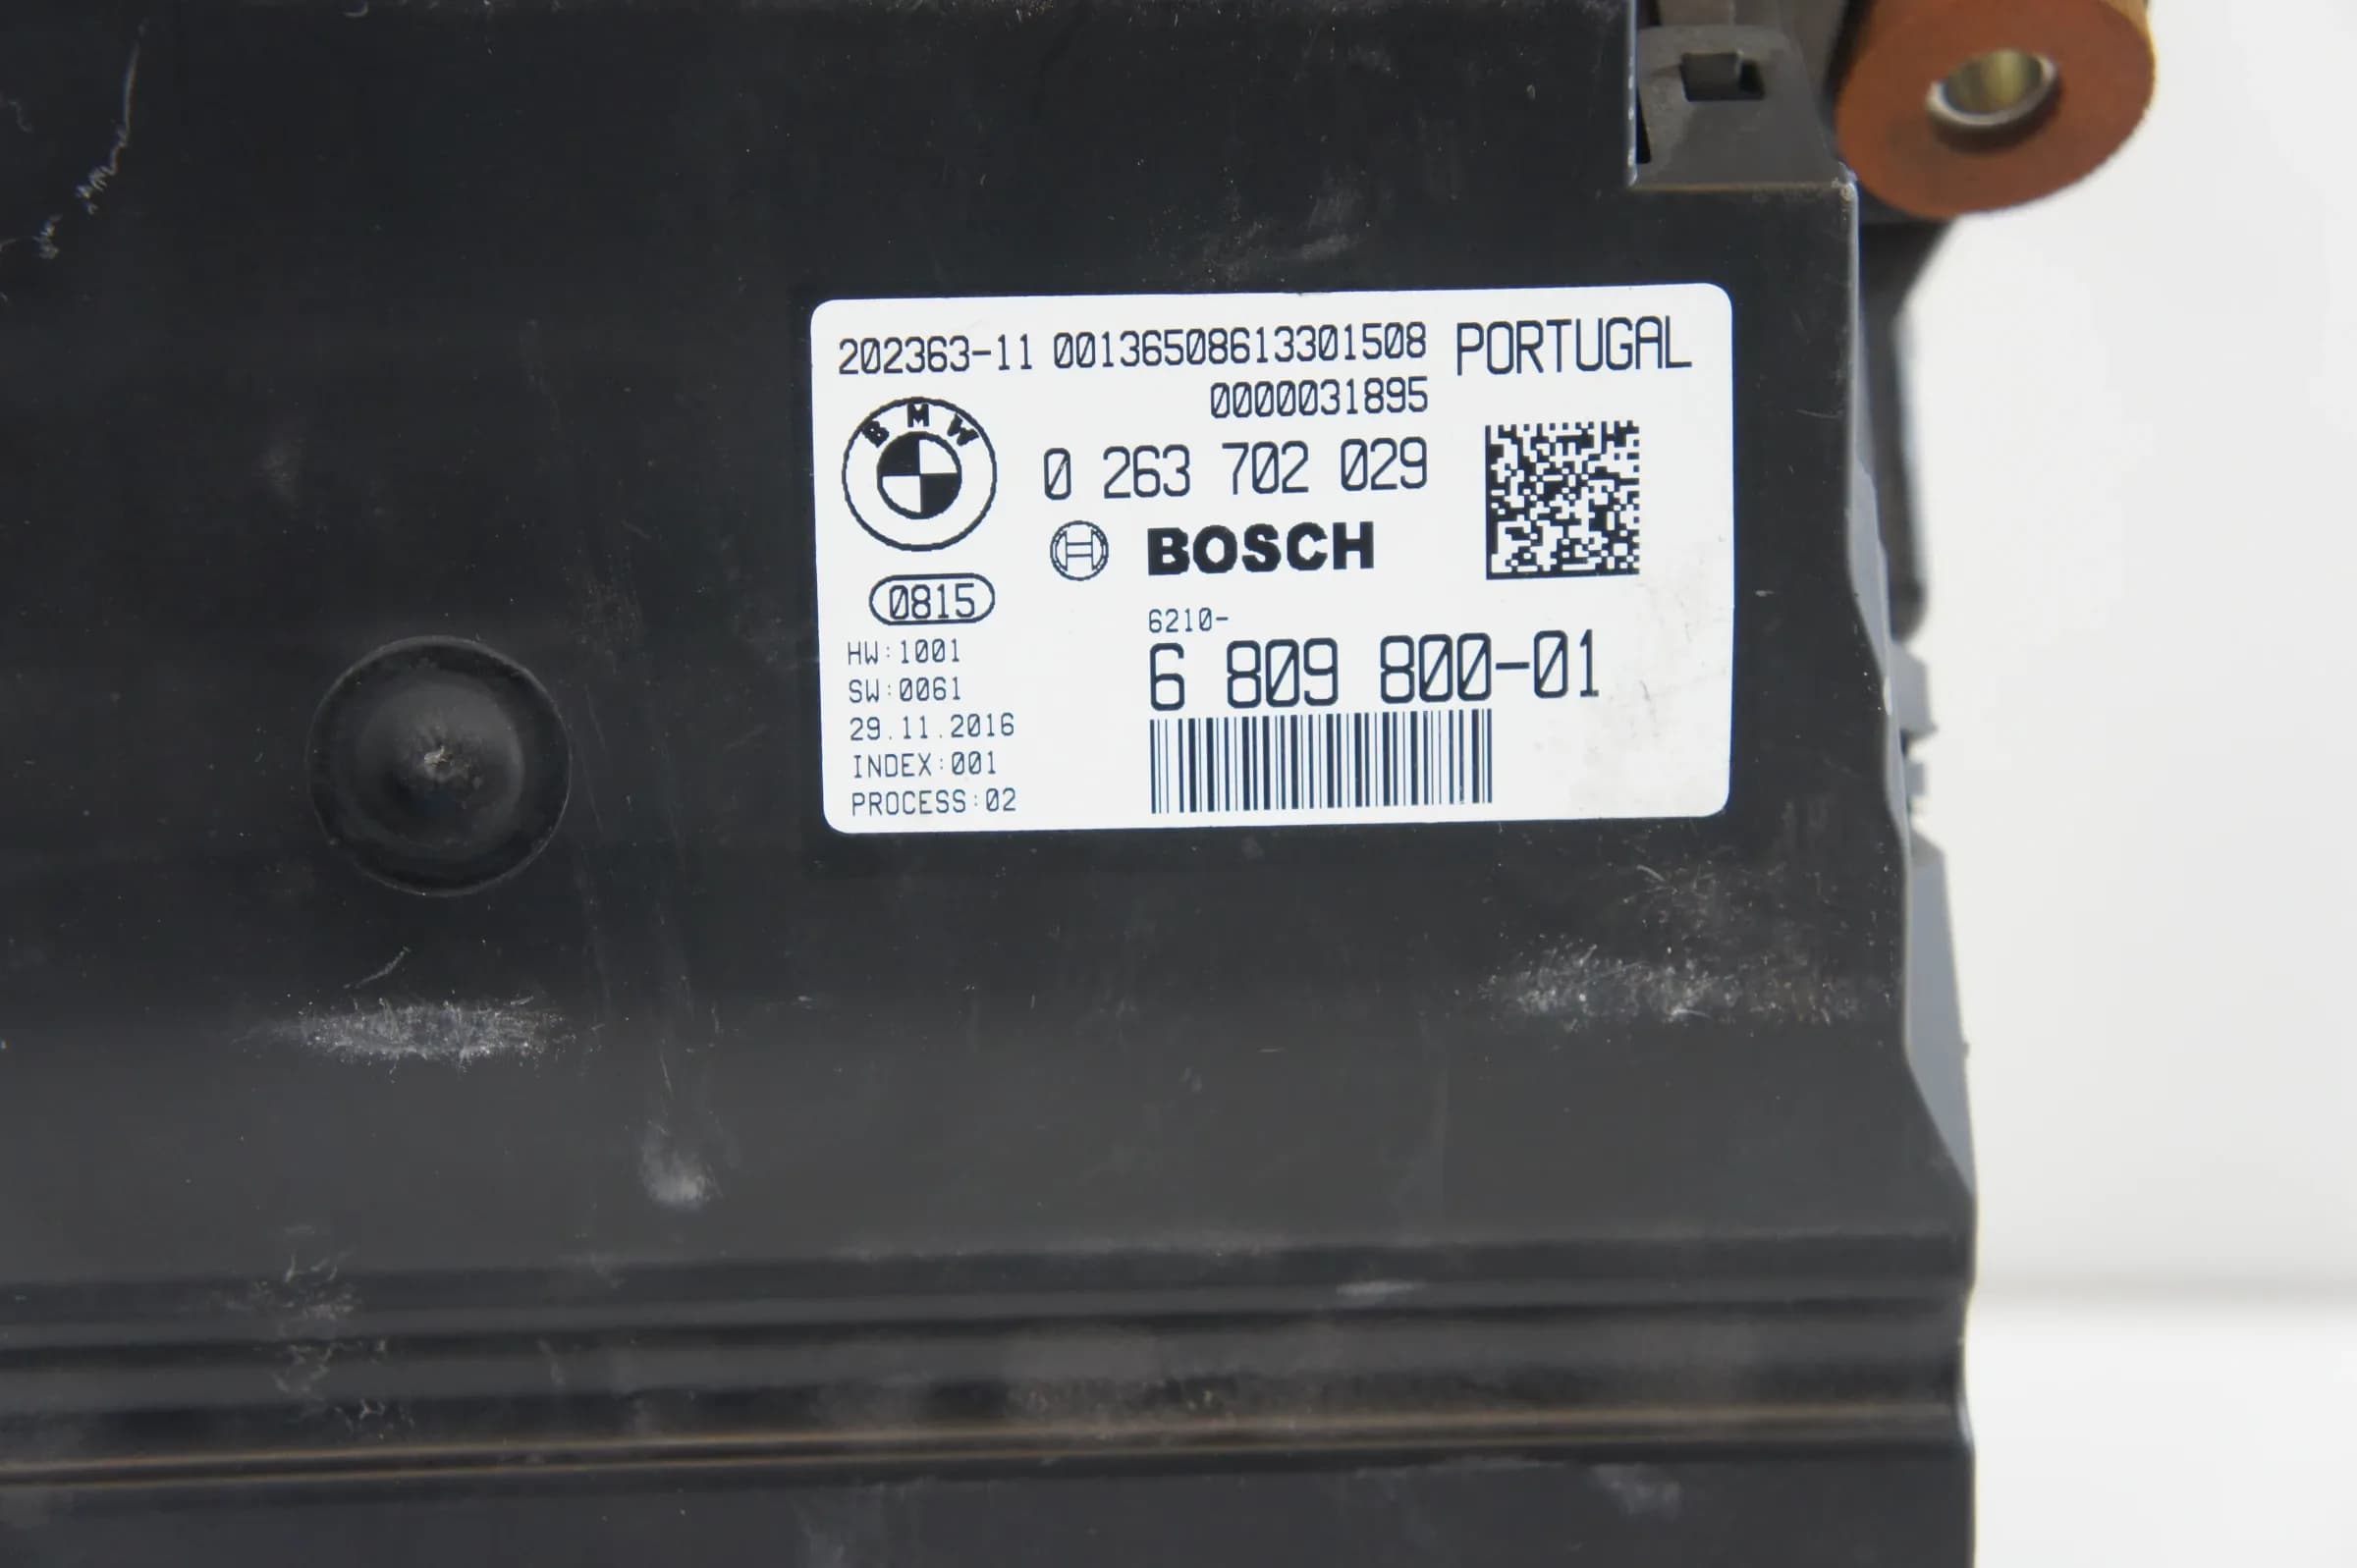 202363-11 00136508613301508 PORTUGAL
0000031895
BMW
0 263 702 029
BOSCH
0815
6210-
6 809 800-01
HW:1001
SW:0061
29.11.2016
INDEX:001
PROCESS:02